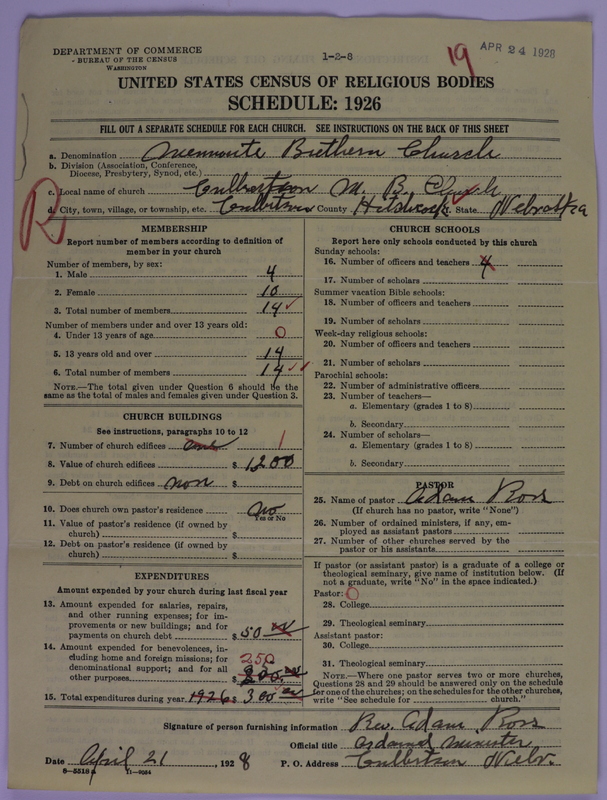 DEPARTMENT OF COMMERCE
BUREAU OF THE CENSUS
WASHINGTON
1-2-8
19
APR 24 1928
UNITED STATES CENSUS OF RELIGIOUS BODIES
SCHEDULE: 1926
FILL OUT A SEPARATE SCHEDULE FOR EACH CHURCH. SEE INSTRUCTIONS ON THE BACK OF THIS SHEET
a. Denomination Mennonite Brethern Church
b. Division (Association, Conference,
Diocese, Presbytery, Synod, etc.)
R
c. Local name of church Culbertson M. B. Church
d. City, town, village, or township, etc. Culbertson County Hitchcock State Nebraska
MEMBERSHIP
Report number of members according to definition of
member in your church
Number of members, by sex:
1. Male 4
2. Female 10
3. Total number of members 14 ✓
Number of members under and over 13 years old:
4. Under 13 years of age 0
5. 13 years old and over 14
6. Total number of members 14 ✓ ✓
NOTE.—The total given under Question 6 should be the
same as the total of males and females given under Question 3.
CHURCH BUILDINGS
See instructions, paragraphs 10 to 12
7. Number of church edifices one 1
8. Value of church edifices $ 1200
9. Debt on church edifices non $
10. Does church own pastor's residence No
Yes or No
11. Value of pastor's residence (if owned by
church) $
12. Debt on pastor's residence (if owned by
church) $
EXPENDITURES
Amount expended by your church during last fiscal year
13. Amount expended for salaries, repairs,
and other running expenses; for im-
provements or new buildings; and for
payments on church debt $ 50
14. Amount expended for benevolences, in-
cluding home and foreign missions; for
denominational support; and for all
other purposes $ 250
15. Total expenditures during year 1926 $ 300
CHURCH SCHOOLS
Report here only schools conducted by this church
Sunday schools:
16. Number of officers and teachers 4
17. Number of scholars
Summer vacation Bible schools:
18. Number of officers and teachers
19. Number of scholars
Week-day religious schools:
20. Number of officers and teachers
21. Number of scholars
Parochial schools:
22. Number of administrative officers
23. Number of teachers—
a. Elementary (grades 1 to 8)
b. Secondary
24. Number of scholars—
a. Elementary (grades 1 to 8)
b. Secondary
PASTOR
25. Name of pastor Adam Ross
(If church has no pastor, write "None")
26. Number of ordained ministers, if any, em-
ployed as assistant pastors
27. Number of other churches served by the
pastor or his assistants
If pastor (or assistant pastor) is a graduate of a college or
theological seminary, give name of institution below. (If
not a graduate, write "No" in the space indicated.)
Pastor: 0
28. College
29. Theological seminary
Assistant pastor:
30. College
31. Theological seminary
NOTE.—Where one pastor serves two or more churches,
Questions 28 and 29 should be answered only on the schedule
for one of the churches; on the schedules for the other churches,
write "See schedule for church."
Signature of person furnishing information Rev. Adam Ross
Official title ordained minister
Date April 21, 1928 P. O. Address Culbertson Nebr.
8-5518a 11-9034